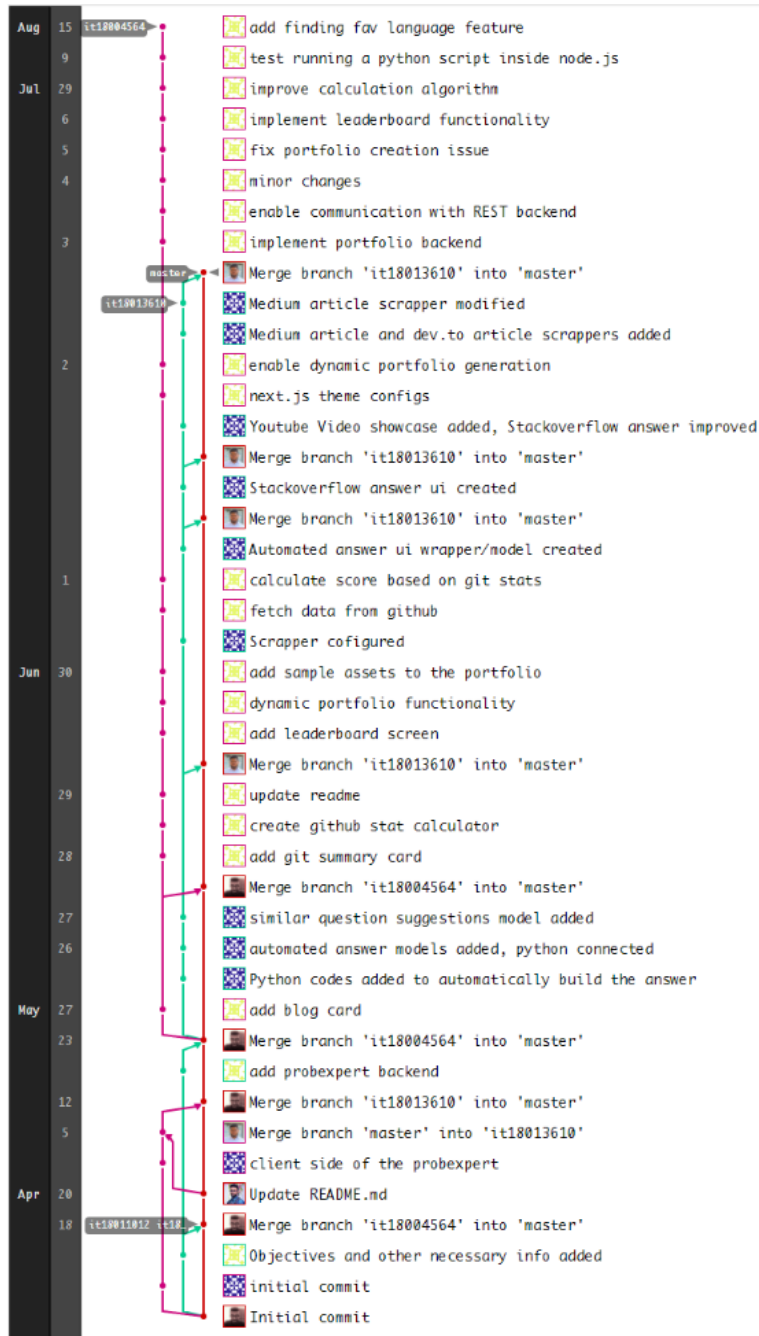 Aug 15 it18004564 add finding fav language feature
9 test running a python script inside node.js
Jul 29 improve calculation algorithm
6 implement leaderboard functionality
5 fix portfolio creation issue
4 minor changes
enable communication with REST backend
3 implement portfolio backend
master Merge branch 'it18013610' into 'master'
it18013610 Medium article scrapper modified
Medium article and dev.to article scrappers added
2 enable dynamic portfolio generation
next.js theme configs
Youtube Video showcase added, Stackoverflow answer improved
Merge branch 'it18013610' into 'master'
Stackoverflow answer ui created
Merge branch 'it18013610' into 'master'
Automated answer ui wrapper/model created
1 calculate score based on git stats
fetch data from github
Scrapper cofigured
Jun 30 add sample assets to the portfolio
dynamic portfolio functionality
add leaderboard screen
Merge branch 'it18013610' into 'master'
29 update readme
create github stat calculator
28 add git summary card
Merge branch 'it18004564' into 'master'
27 similar question suggestions model added
26 automated answer models added, python connected
Python codes added to automatically build the answer
May 27 add blog card
23 Merge branch 'it18004564' into 'master'
add probexpert backend
12 Merge branch 'it18013610' into 'master'
5 Merge branch 'master' into 'it18013610'
client side of the probexpert
Apr 20 Update README.md
18 it18011012 it18… Merge branch 'it18004564' into 'master'
Objectives and other necessary info added
initial commit
Initial commit